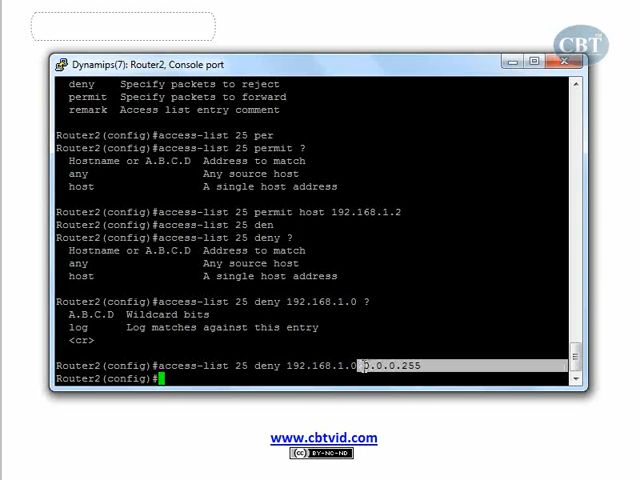 CBT
Dynamips(7): Router2, Console port
deny Specify packets to reject
permit Specify packets to forward
remark Access list entry comment
Router2(config)#access-list 25 per
Router2(config)#access-list 25 permit ?
Hostname or A.B.C.D Address to match
any Any source host
host A single host address
Router2(config)#access-list 25 permit host 192.168.1.2
Router2(config)#access-list 25 den
Router2(config)#access-list 25 deny ?
Hostname or A.B.C.D Address to match
any Any source host
host A single host address
Router2(config)#access-list 25 deny 192.168.1.0 ?
A.B.C.D Wildcard bits
log Log matches against this entry
<cr>
Router2(config)#access-list 25 deny 192.168.1.0 0.0.0.255
Router2(config)#
www.cbtvid.com
cc BY-NC-ND